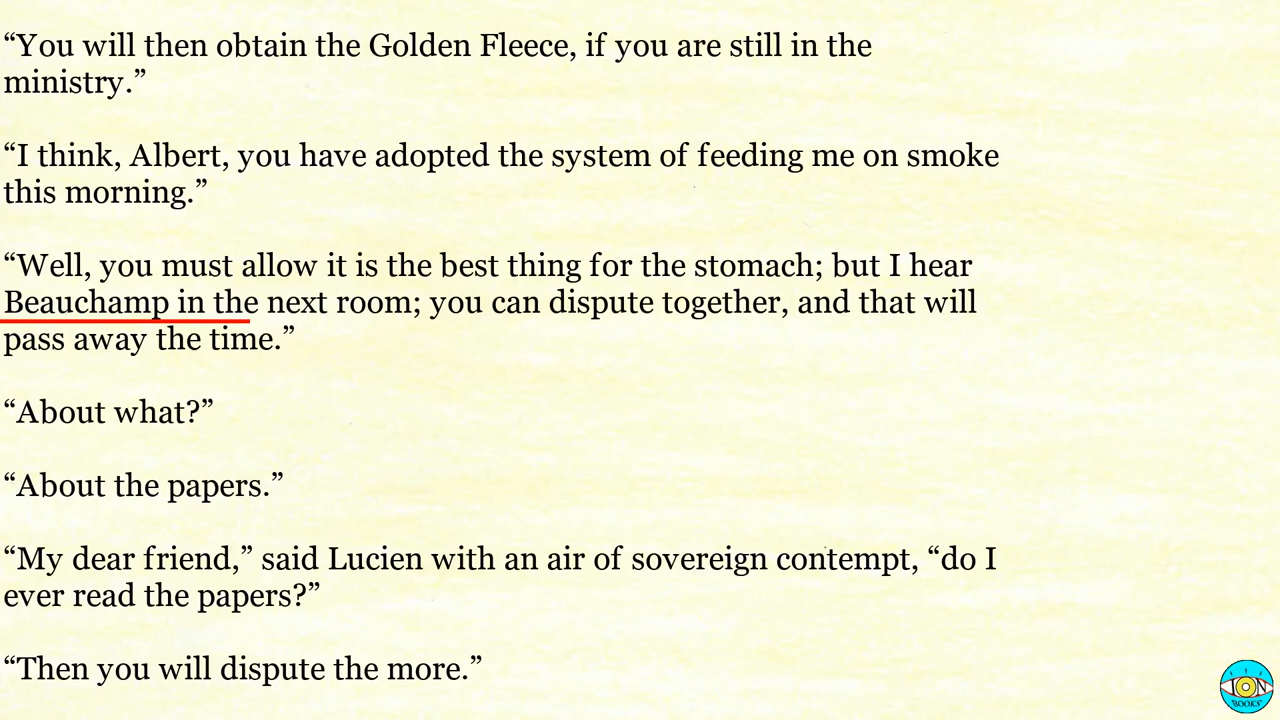 “You will then obtain the Golden Fleece, if you are still in the
ministry.”
“I think, Albert, you have adopted the system of feeding me on smoke
this morning.”
“Well, you must allow it is the best thing for the stomach; but I hear
Beauchamp in the next room; you can dispute together, and that will
pass away the time.”
“About what?”
“About the papers.”
“My dear friend,” said Lucien with an air of sovereign contempt, “do I
ever read the papers?”
“Then you will dispute the more.”
ION
BOOKS